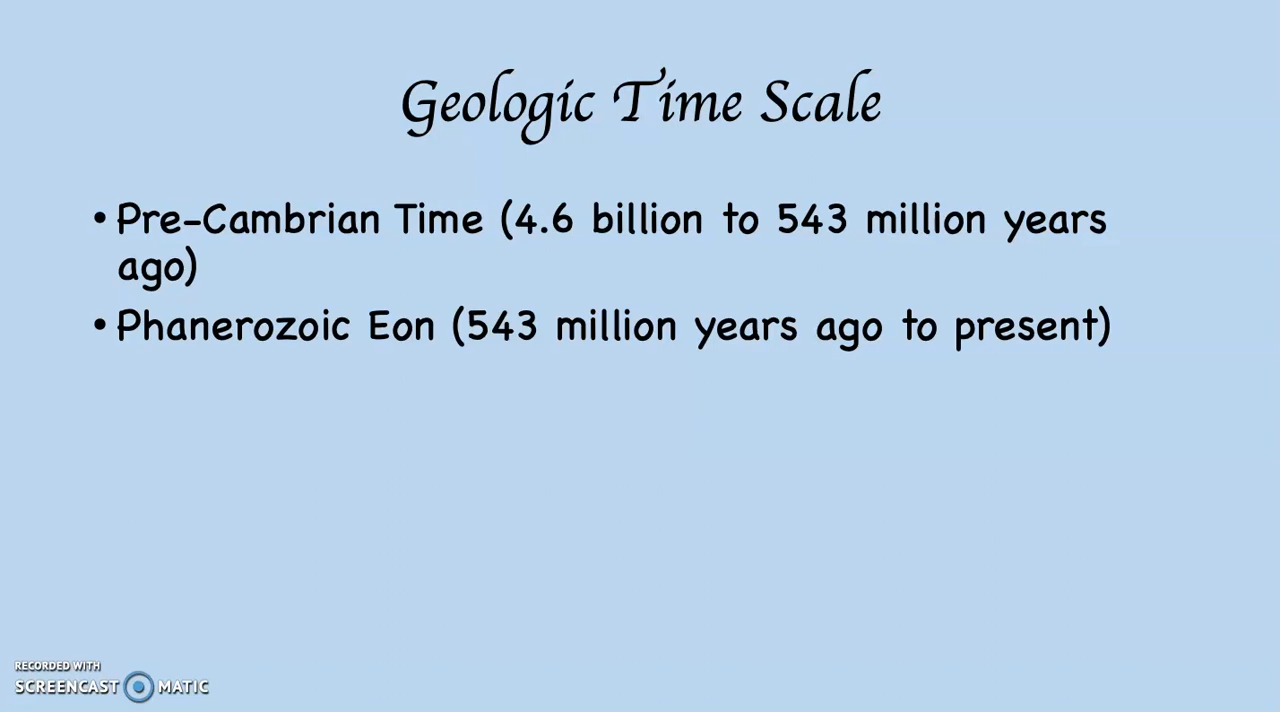 Geologic Time Scale
• Pre-Cambrian Time (4.6 billion to 543 million years
ago)
• Phanerozoic Eon (543 million years ago to present)
RECORDED WITH
SCREENCAST MATIC